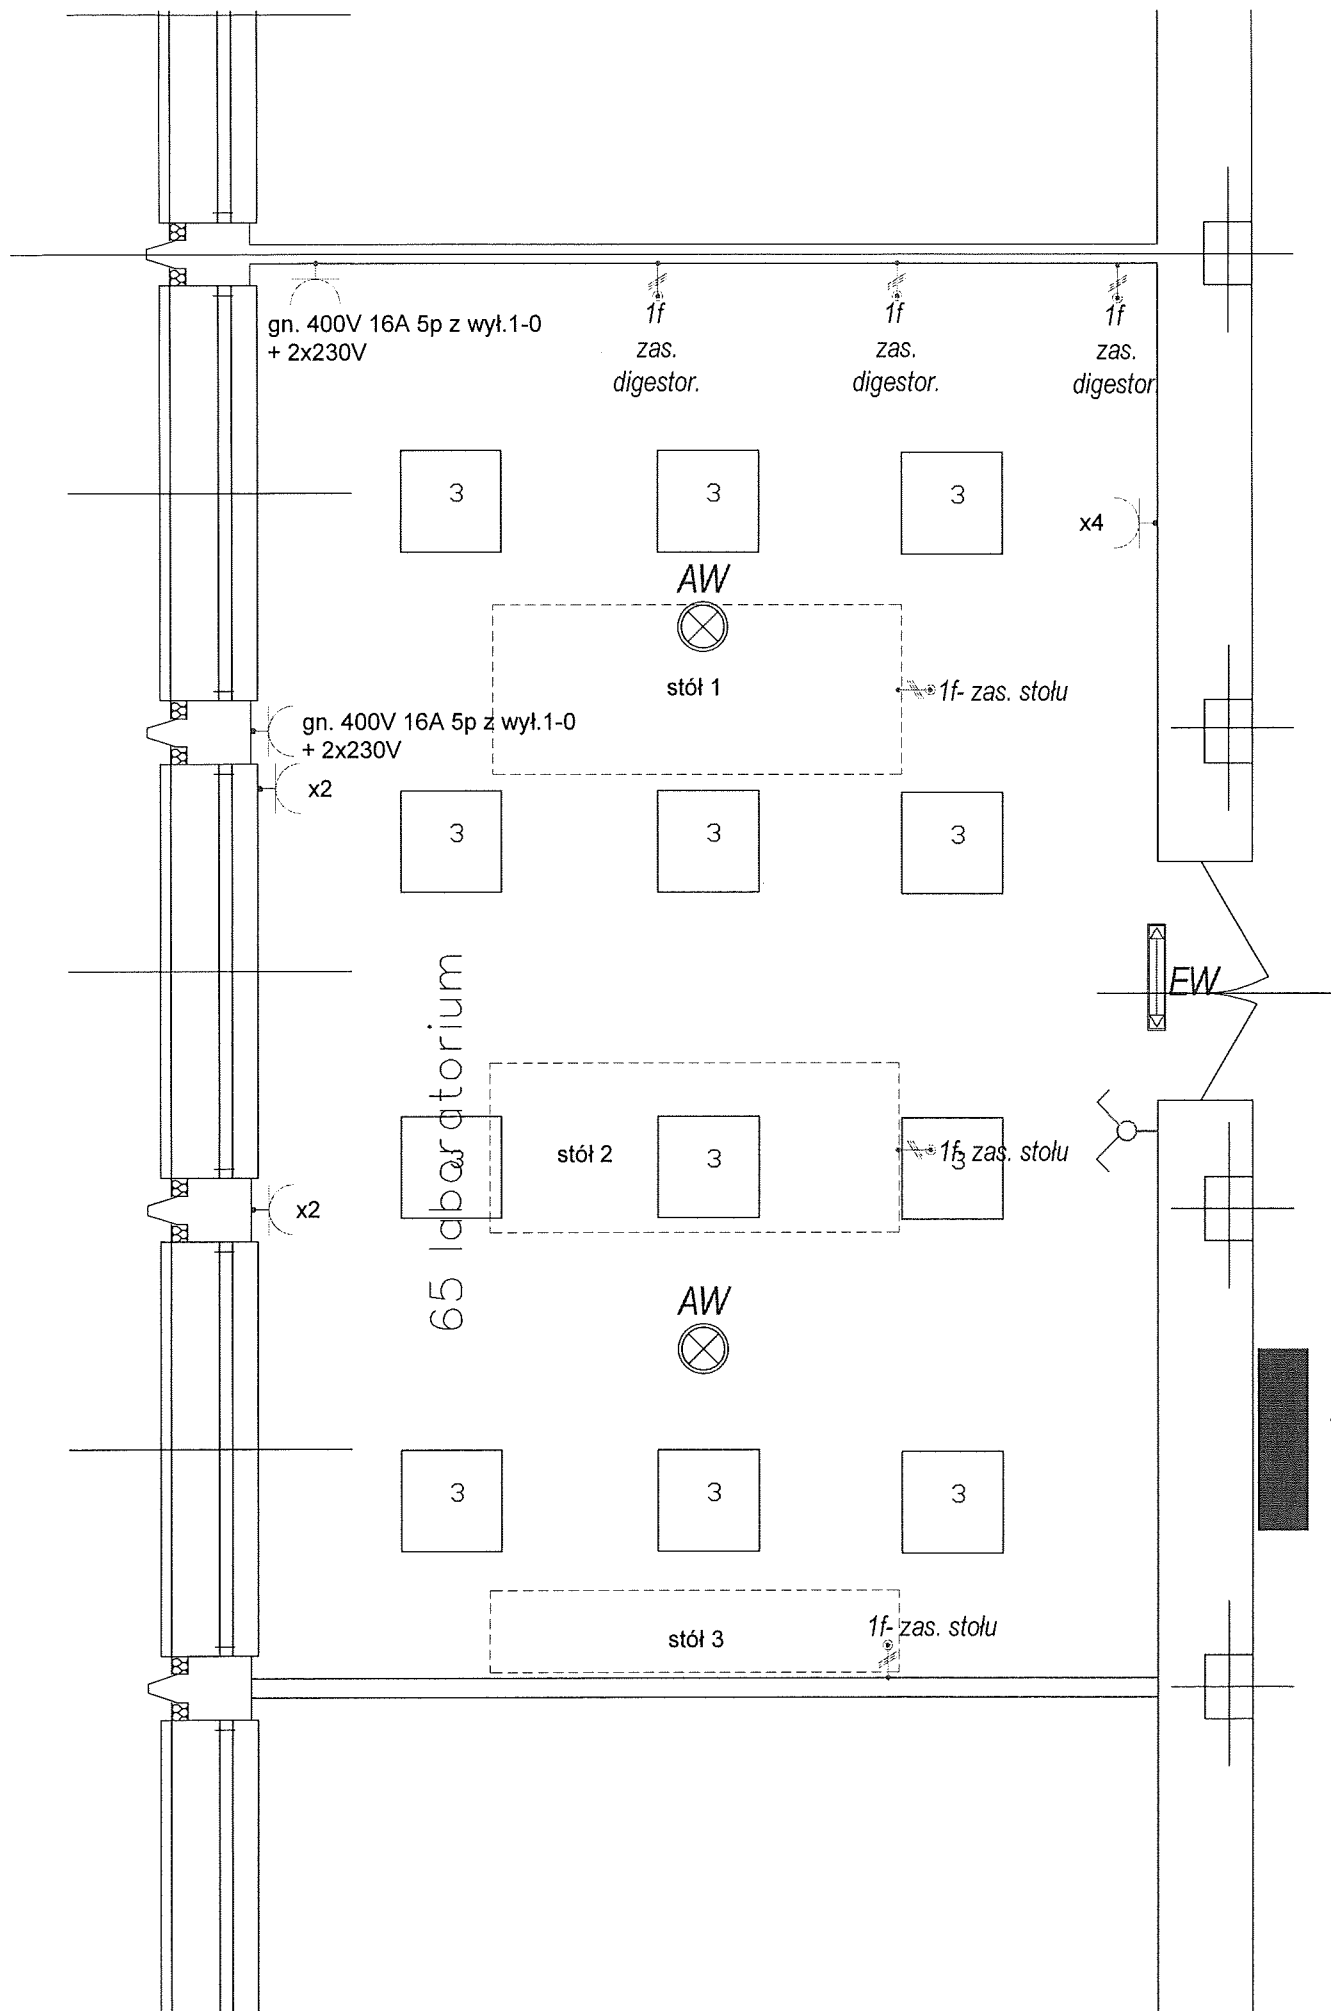 gn. 400V 16A 5p z wył.1-0
+ 2x230V
1f
zas.
digestor.
1f
zas.
digestor.
1f
zas.
digestor
3
3
3
x4
AW
stół 1
1f- zas. stołu
gn. 400V 16A 5p z wył.1-0
+ 2x230V
x2
3
3
3
EW
65 laboratorium
3
stół 2
3
1f- zas. stołu
3
x2
AW
3
3
3
stół 3
1f- zas. stołu